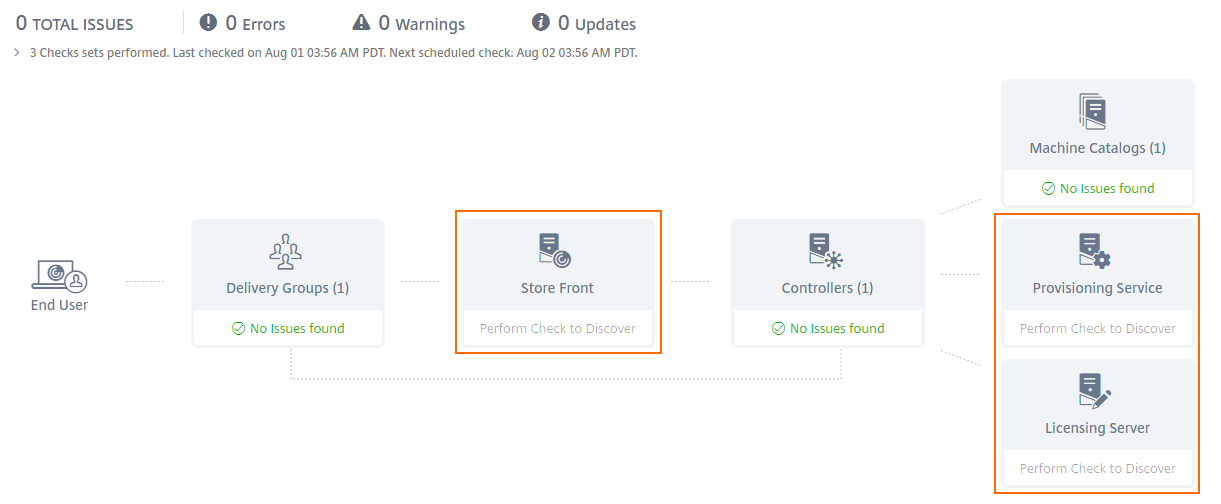 0 TOTAL ISSUES
0 Errors
0 Warnings
0 Updates
3 Checks sets performed. Last checked on Aug 01 03:56 AM PDT. Next scheduled check: Aug 02 03:56 AM PDT.
End User
Delivery Groups (1)
No Issues found
Store Front
Perform Check to Discover
Controllers (1)
No Issues found
Machine Catalogs (1)
No Issues found
Provisioning Service
Perform Check to Discover
Licensing Server
Perform Check to Discover